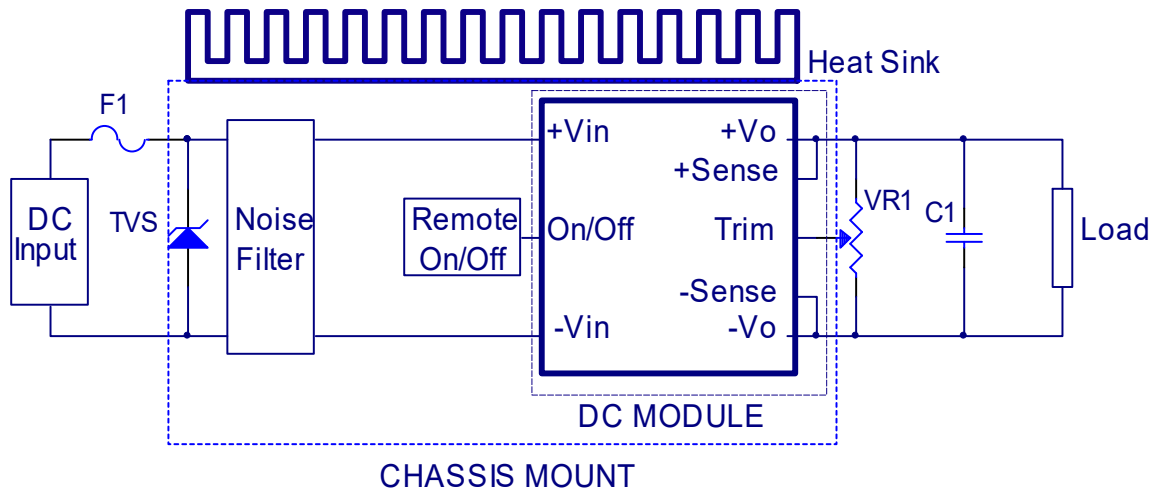 Heat Sink
F1
+Vin
+Vo
+Sense
DC
Input
TVS
Noise
Filter
Remote
On/Off
On/Off
Trim
VR1
C1
Load
-Sense
-Vin
-Vo
DC MODULE
CHASSIS MOUNT